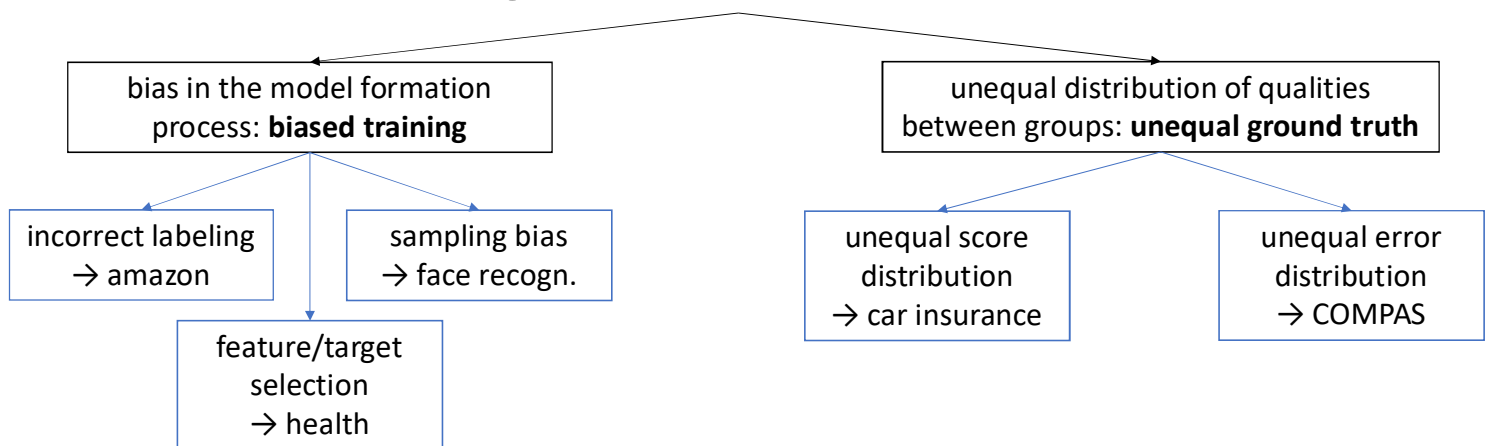 bias in the model formation
process: biased training
unequal distribution of qualities
between groups: unequal ground truth
incorrect labeling
→ amazon
sampling bias
→ face recogn.
feature/target
selection
→ health
unequal score
distribution
→ car insurance
unequal error
distribution
→ COMPAS